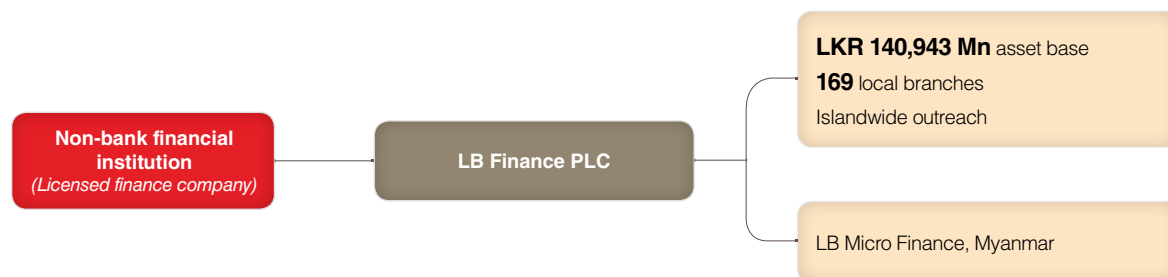 Non-bank financial
institution
(Licensed finance company)
LB Finance PLC
LKR 140,943 Mn asset base
169 local branches
Islandwide outreach
LB Micro Finance, Myanmar